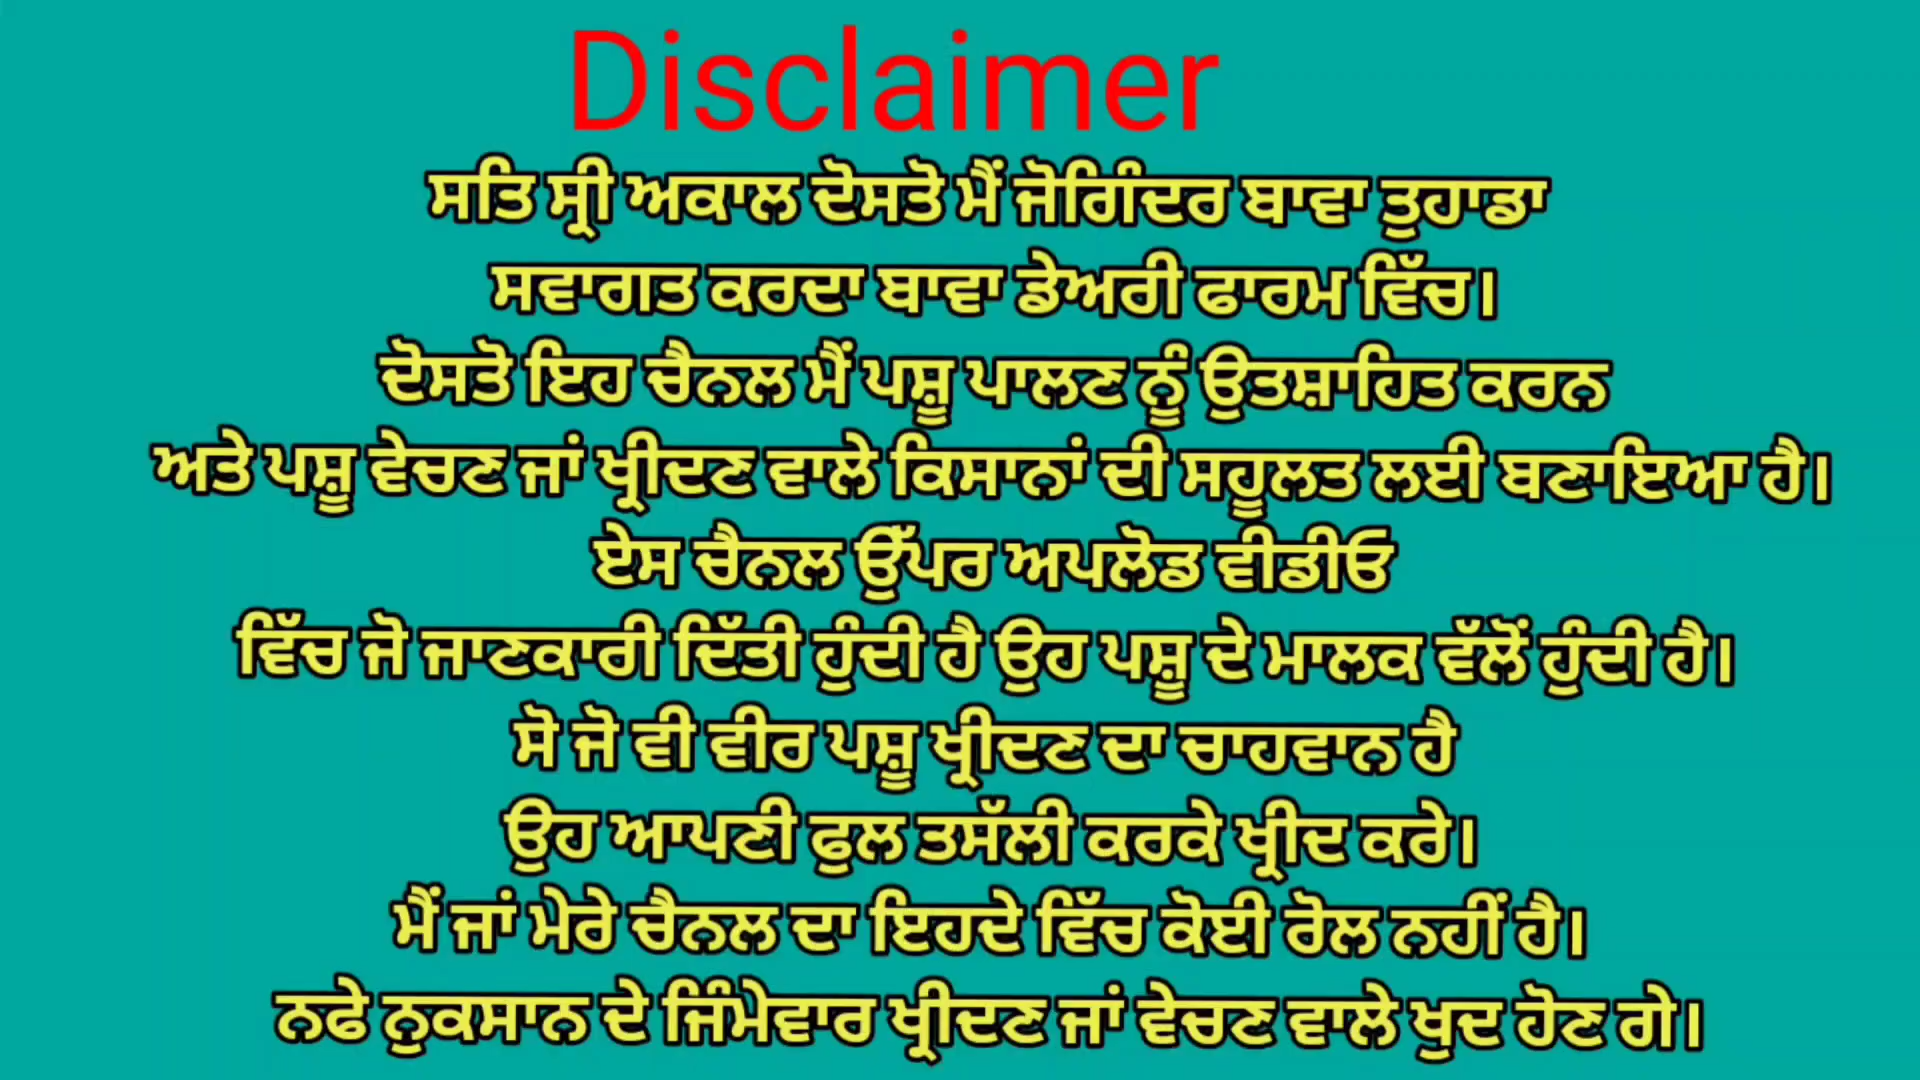 Disclaimer
ਸਤਿ ਸ੍ਰੀ ਅਕਾਲ ਦੋਸਤੋ ਮੈਂ ਜੋਗਿੰਦਰ ਬਾਵਾ ਤੁਹਾਡਾ
ਸਵਾਗਤ ਕਰਦਾ ਬਾਵਾ ਡੇਅਰੀ ਫਾਰਮ ਵਿੱਚ।
ਦੋਸਤੋ ਇਹ ਚੈਨਲ ਮੈਂ ਪਸ਼ੂ ਪਾਲਣ ਨੂੰ ਉਤਸ਼ਾਹਿਤ ਕਰਨ
ਅਤੇ ਪਸ਼ੂ ਵੇਚਣ ਜਾਂ ਖ੍ਰੀਦਣ ਵਾਲੇ ਕਿਸਾਨਾਂ ਦੀ ਸਹੂਲਤ ਲਈ ਬਣਾਇਆ ਹੈ।
ਏਸ ਚੈਨਲ ਉੱਪਰ ਅਪਲੋਡ ਵੀਡੀਓ
ਵਿੱਚ ਜੋ ਜਾਣਕਾਰੀ ਦਿੱਤੀ ਹੁੰਦੀ ਹੈ ਉਹ ਪਸ਼ੂ ਦੇ ਮਾਲਕ ਵੱਲੋਂ ਹੁੰਦੀ ਹੈ।
ਸੋ ਜੋ ਵੀ ਵੀਰ ਪਸ਼ੂ ਖ੍ਰੀਦਣ ਦਾ ਚਾਹਵਾਨ ਹੈ
ਉਹ ਆਪਣੀ ਫੁਲ ਤਸੱਲੀ ਕਰਕੇ ਖ੍ਰੀਦ ਕਰੇ।
ਮੈਂ ਜਾਂ ਮੇਰੇ ਚੈਨਲ ਦਾ ਇਹਦੇ ਵਿੱਚ ਕੋਈ ਰੋਲ ਨਹੀਂ ਹੈ।
ਨਫੇ ਨੁਕਸਾਨ ਦੇ ਜਿੰਮੇਵਾਰ ਖ੍ਰੀਦਣ ਜਾਂ ਵੇਚਣ ਵਾਲੇ ਖੁਦ ਹੋਣ ਗੇ।